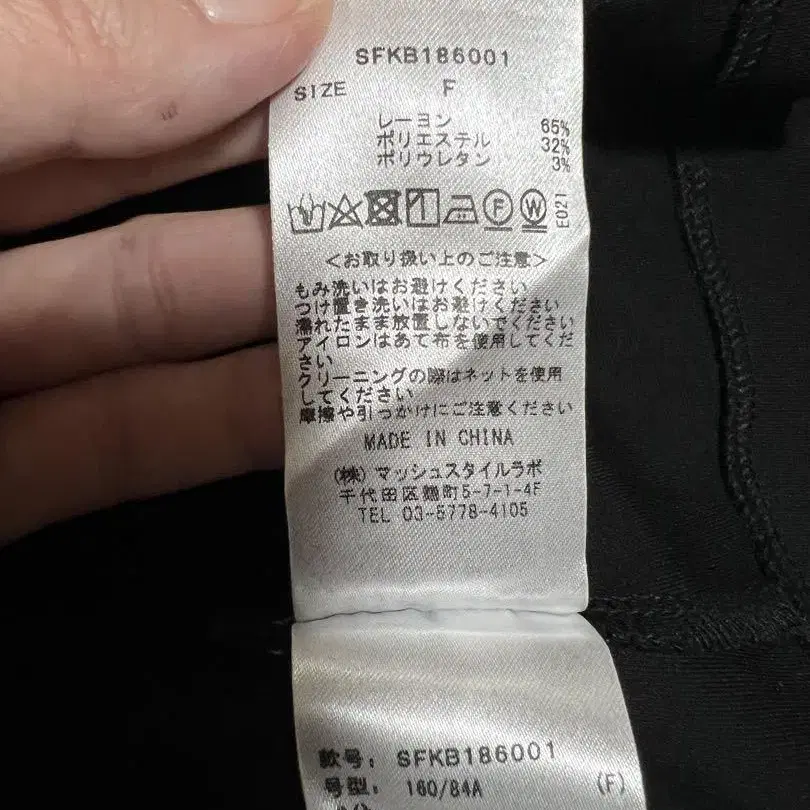 SFKB186001
SIZE F
レーヨン 65%
ポリエステル 32%
ポリウレタン 3%
F W E021
<お取り扱い上のご注意>
もみ洗いはお避けください
つけ置き洗いはお避けください
濡れたまま放置しないでください
アイロンはあて布を使用してくだ
さい
クリーニングの際はネットを使用
してください
摩擦や引っかけにご注意ください
MADE IN CHINA
(株)マッシュスタイルラボ
千代田区麹町5-7-1-4F
TEL 03-5778-4105
款号: SFKB186001
号型: 160/84A (F)